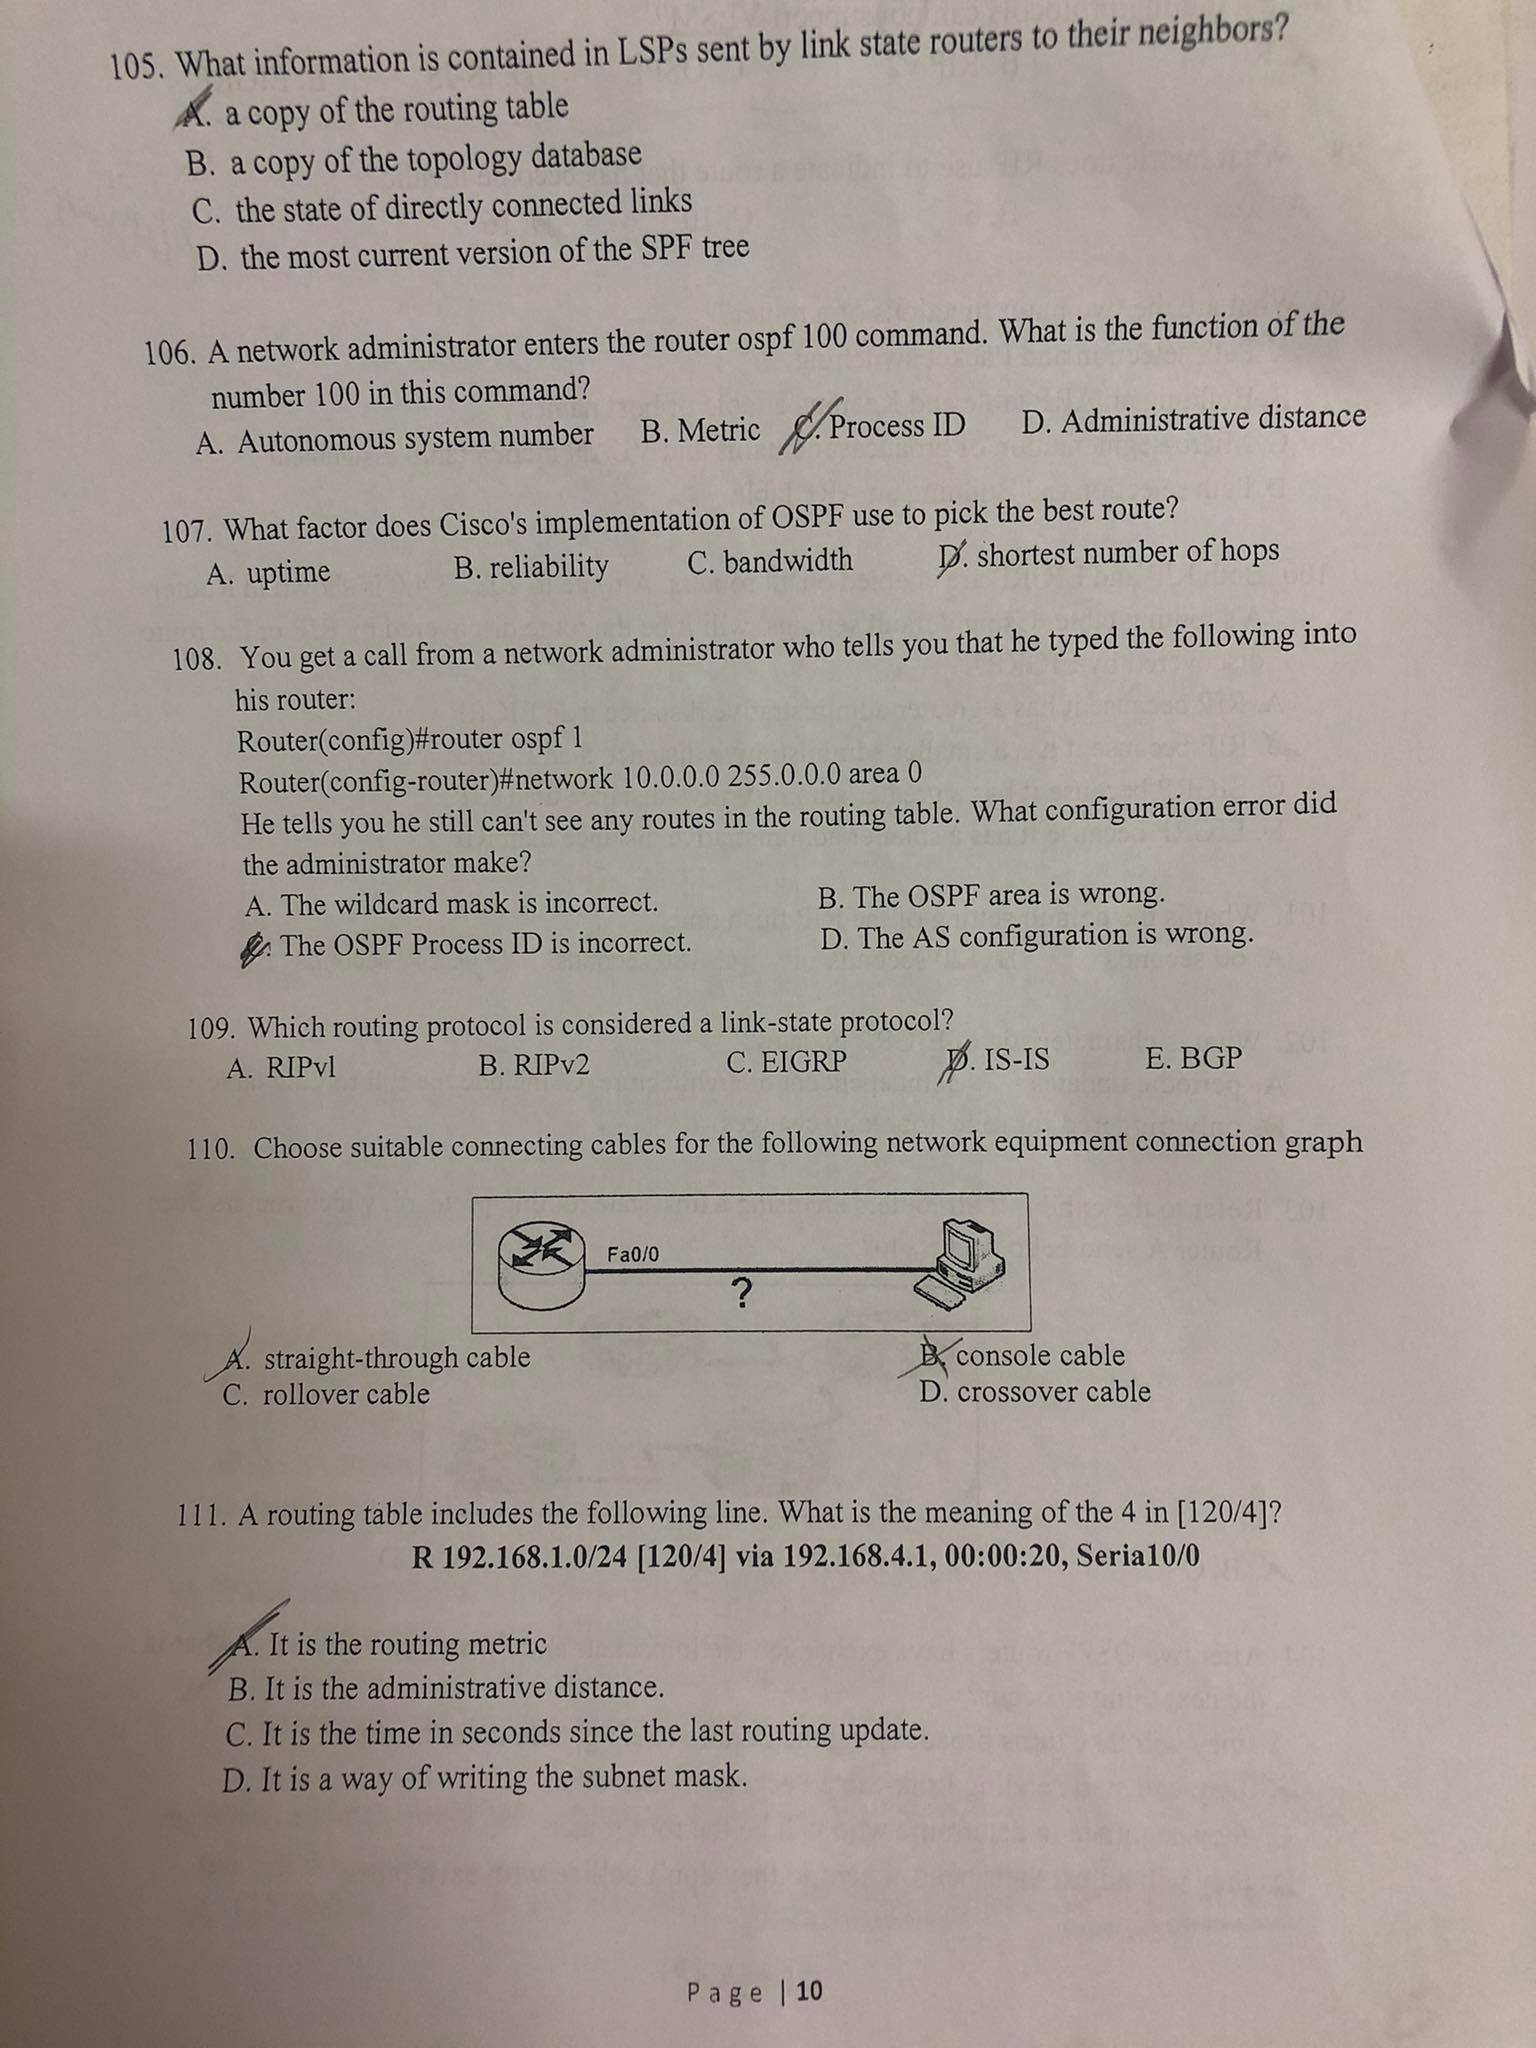 105. What information is contained in LSPs sent by link state routers to their neighbors?
A. a copy of the routing table
B. a copy of the topology database
C. the state of directly connected links
D. the most current version of the SPF tree
106. A network administrator enters the router ospf 100 command. What is the function of the
number 100 in this command?
A. Autonomous system number B. Metric C. Process ID D. Administrative distance
107. What factor does Cisco's implementation of OSPF use to pick the best route?
A. uptime B. reliability C. bandwidth D. shortest number of hops
108. You get a call from a network administrator who tells you that he typed the following into
his router:
Router(config)#router ospf 1
Router(config-router)#network 10.0.0.0 255.0.0.0 area 0
He tells you he still can't see any routes in the routing table. What configuration error did
the administrator make?
A. The wildcard mask is incorrect. B. The OSPF area is wrong.
C. The OSPF Process ID is incorrect. D. The AS configuration is wrong.
109. Which routing protocol is considered a link-state protocol?
A. RIPvl B. RIPv2 C. EIGRP D. IS-IS E. BGP
110. Choose suitable connecting cables for the following network equipment connection graph
Fa0/0
?
A. straight-through cable B. console cable
C. rollover cable D. crossover cable
111. A routing table includes the following line. What is the meaning of the 4 in [120/4]?
R 192.168.1.0/24 [120/4] via 192.168.4.1, 00:00:20, Seria10/0
A. It is the routing metric
B. It is the administrative distance.
C. It is the time in seconds since the last routing update.
D. It is a way of writing the subnet mask.
Page | 10